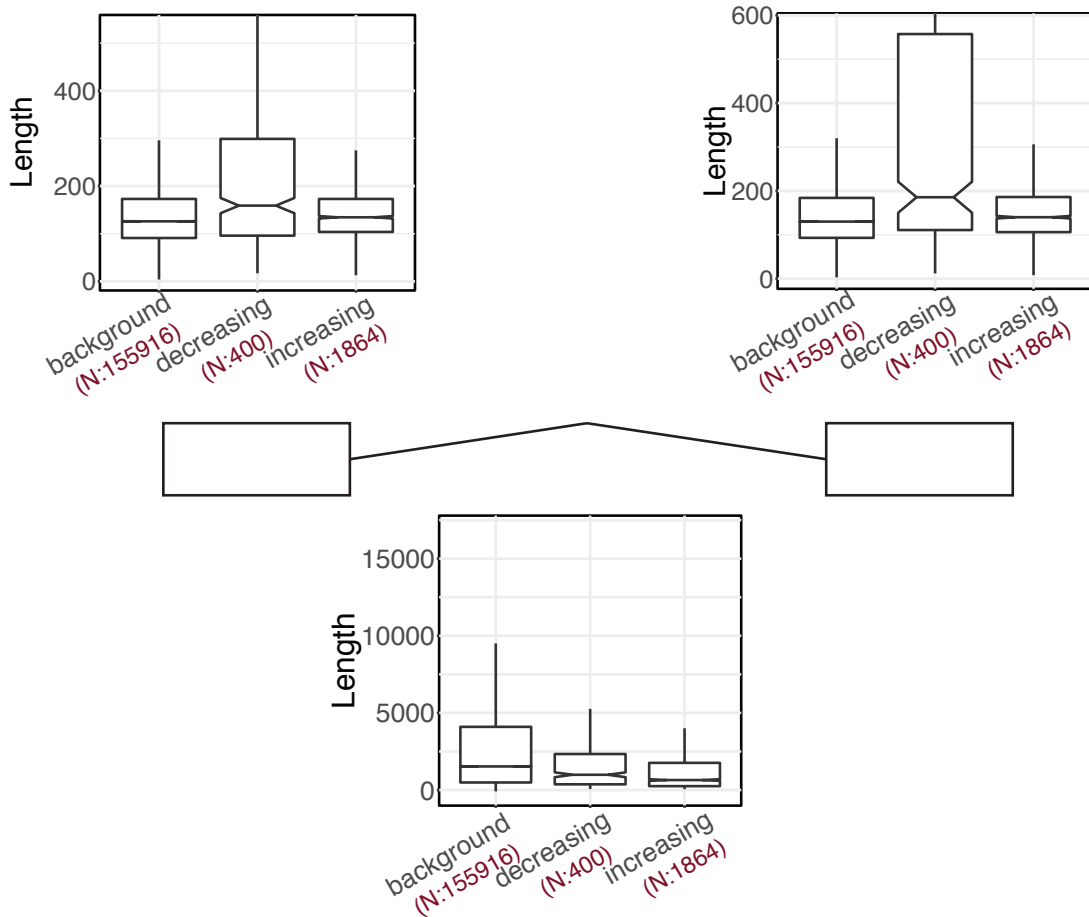 Length
400
200
0
background
(N:155916)
decreasing
(N:400)
increasing
(N:1864)
Length
600
400
200
0
background
(N:155916)
decreasing
(N:400)
increasing
(N:1864)
Length
15000
10000
5000
0
background
(N:155916)
decreasing
(N:400)
increasing
(N:1864)